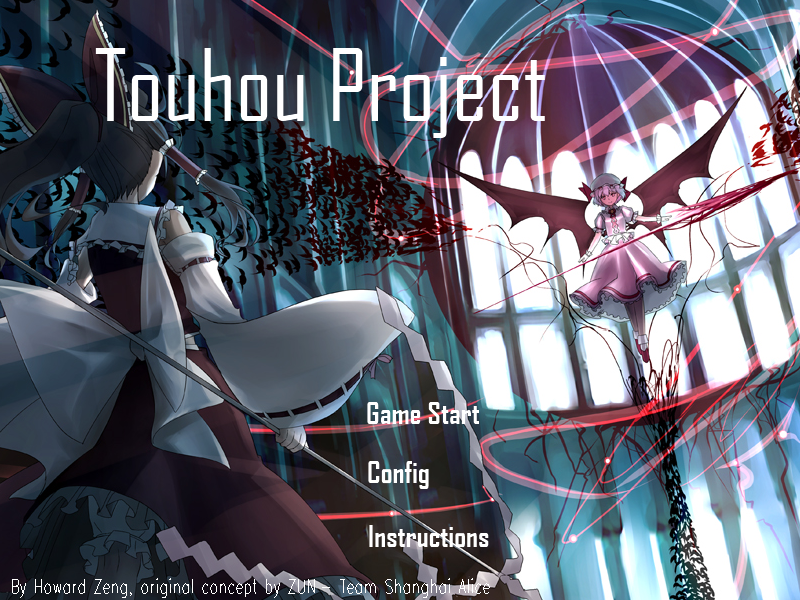 Touhou Project
Game Start
Config
Instructions
By Howard Zeng, original concept by ZUN - Team Shanghai Alice